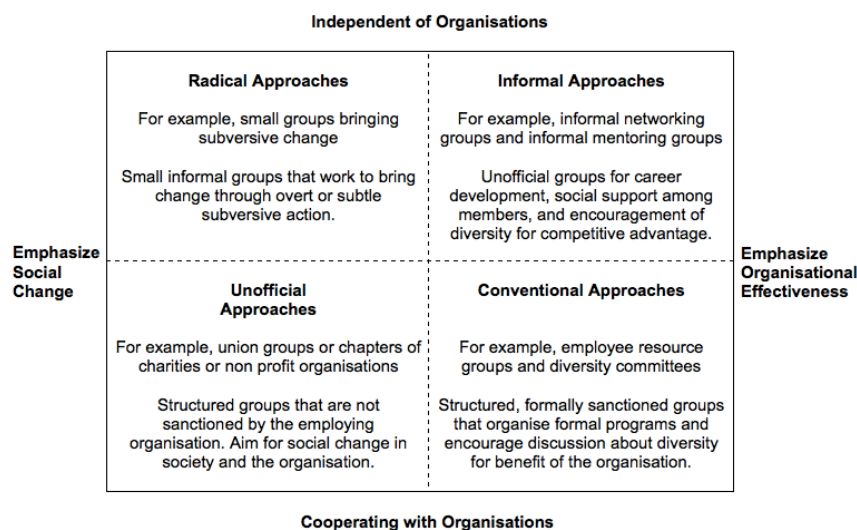 Independent of Organisations
Radical Approaches
For example, small groups bringing
subversive change
Small informal groups that work to bring
change through overt or subtle
subversive action.
Informal Approaches
For example, informal networking
groups and informal mentoring groups
Unofficial groups for career
development, social support among
members, and encouragement of
diversity for competitive advantage.
Emphasize
Social
Change
Emphasize
Organisational
Effectiveness
Unofficial
Approaches
For example, union groups or chapters of
charities or non profit organisations
Structured groups that are not
sanctioned by the employing
organisation. Aim for social change in
society and the organisation.
Conventional Approaches
For example, employee resource
groups and diversity committees
Structured, formally sanctioned groups
that organise formal programs and
encourage discussion about diversity
for benefit of the organisation.
Cooperating with Organisations